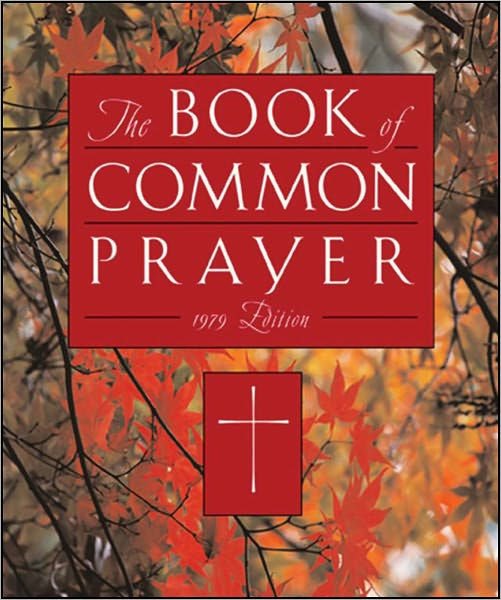 The BOOK of
COMMON
PRAYER
1979 Edition